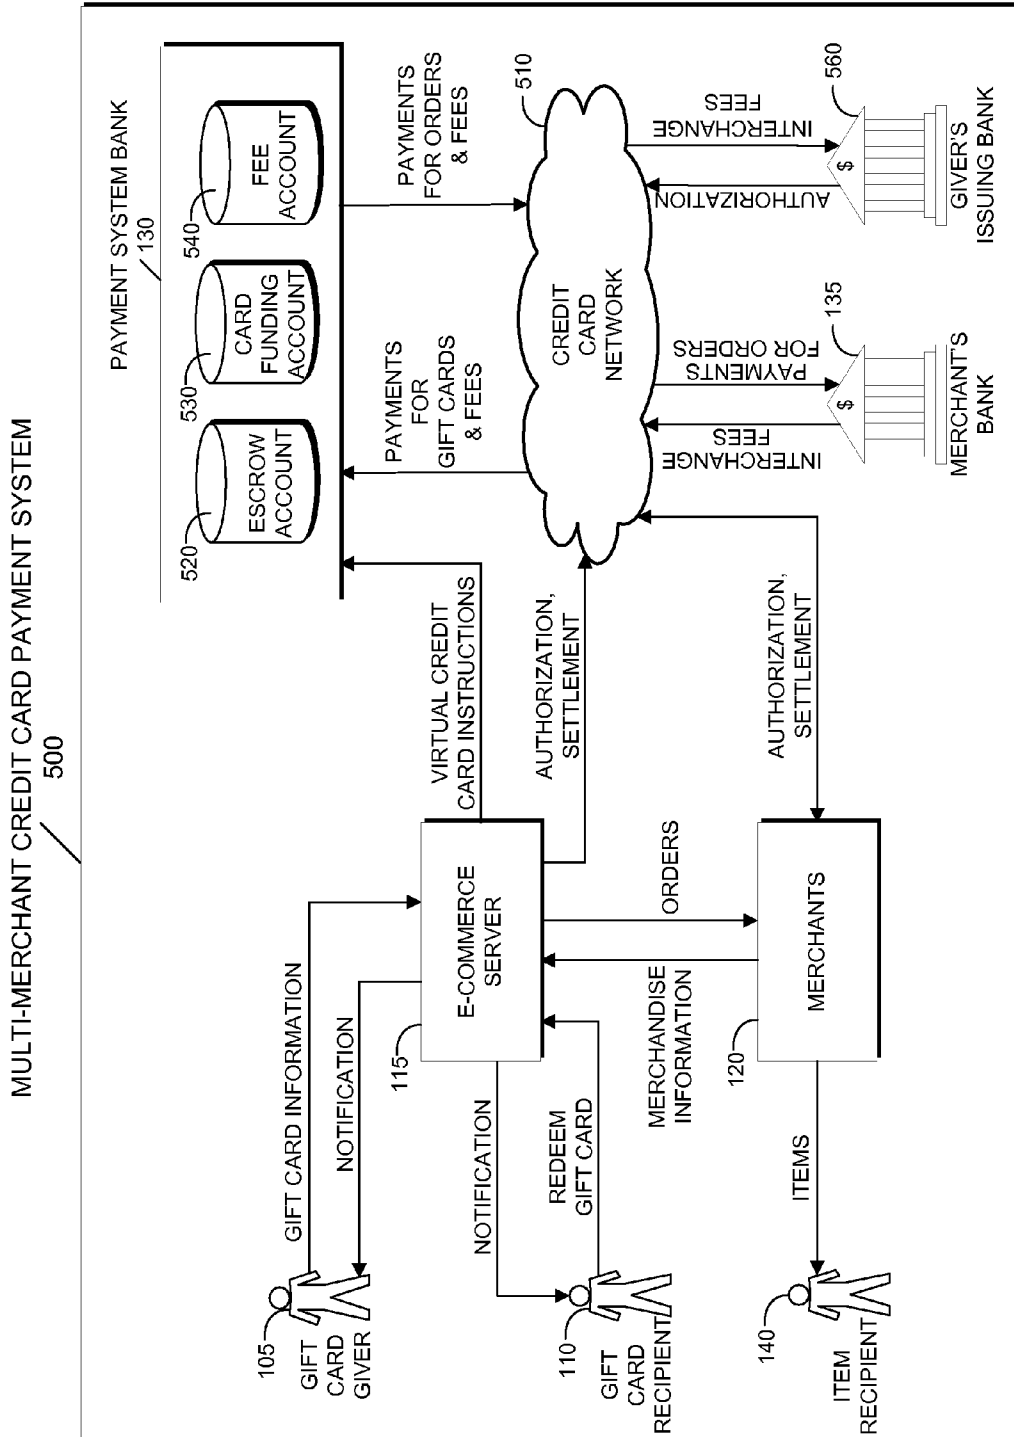 MULTI-MERCHANT CREDIT CARD PAYMENT SYSTEM
500
105
GIFT
CARD
GIVER
GIFT CARD INFORMATION
NOTIFICATION
110
GIFT
CARD
RECIPIENT
NOTIFICATION
REDEEM
GIFT CARD
140
ITEM
RECIPIENT
ITEMS
115
E-COMMERCE
SERVER
MERCHANDISE
INFORMATION
ORDERS
120
MERCHANTS
VIRTUAL CREDIT
CARD INSTRUCTIONS
AUTHORIZATION,
SETTLEMENT
AUTHORIZATION,
SETTLEMENT
PAYMENT SYSTEM BANK
130
520
ESCROW
ACCOUNT
530
CARD
FUNDING
ACCOUNT
540
FEE
ACCOUNT
PAYMENTS
FOR
GIFT CARDS
& FEES
PAYMENTS
FOR ORDERS
& FEES
510
CREDIT
CARD
NETWORK
INTERCHANGE
FEES
PAYMENTS
FOR ORDERS
135
$
MERCHANT'S
BANK
AUTHORIZATION
INTERCHANGE
FEES
560
$
GIVER'S
ISSUING BANK